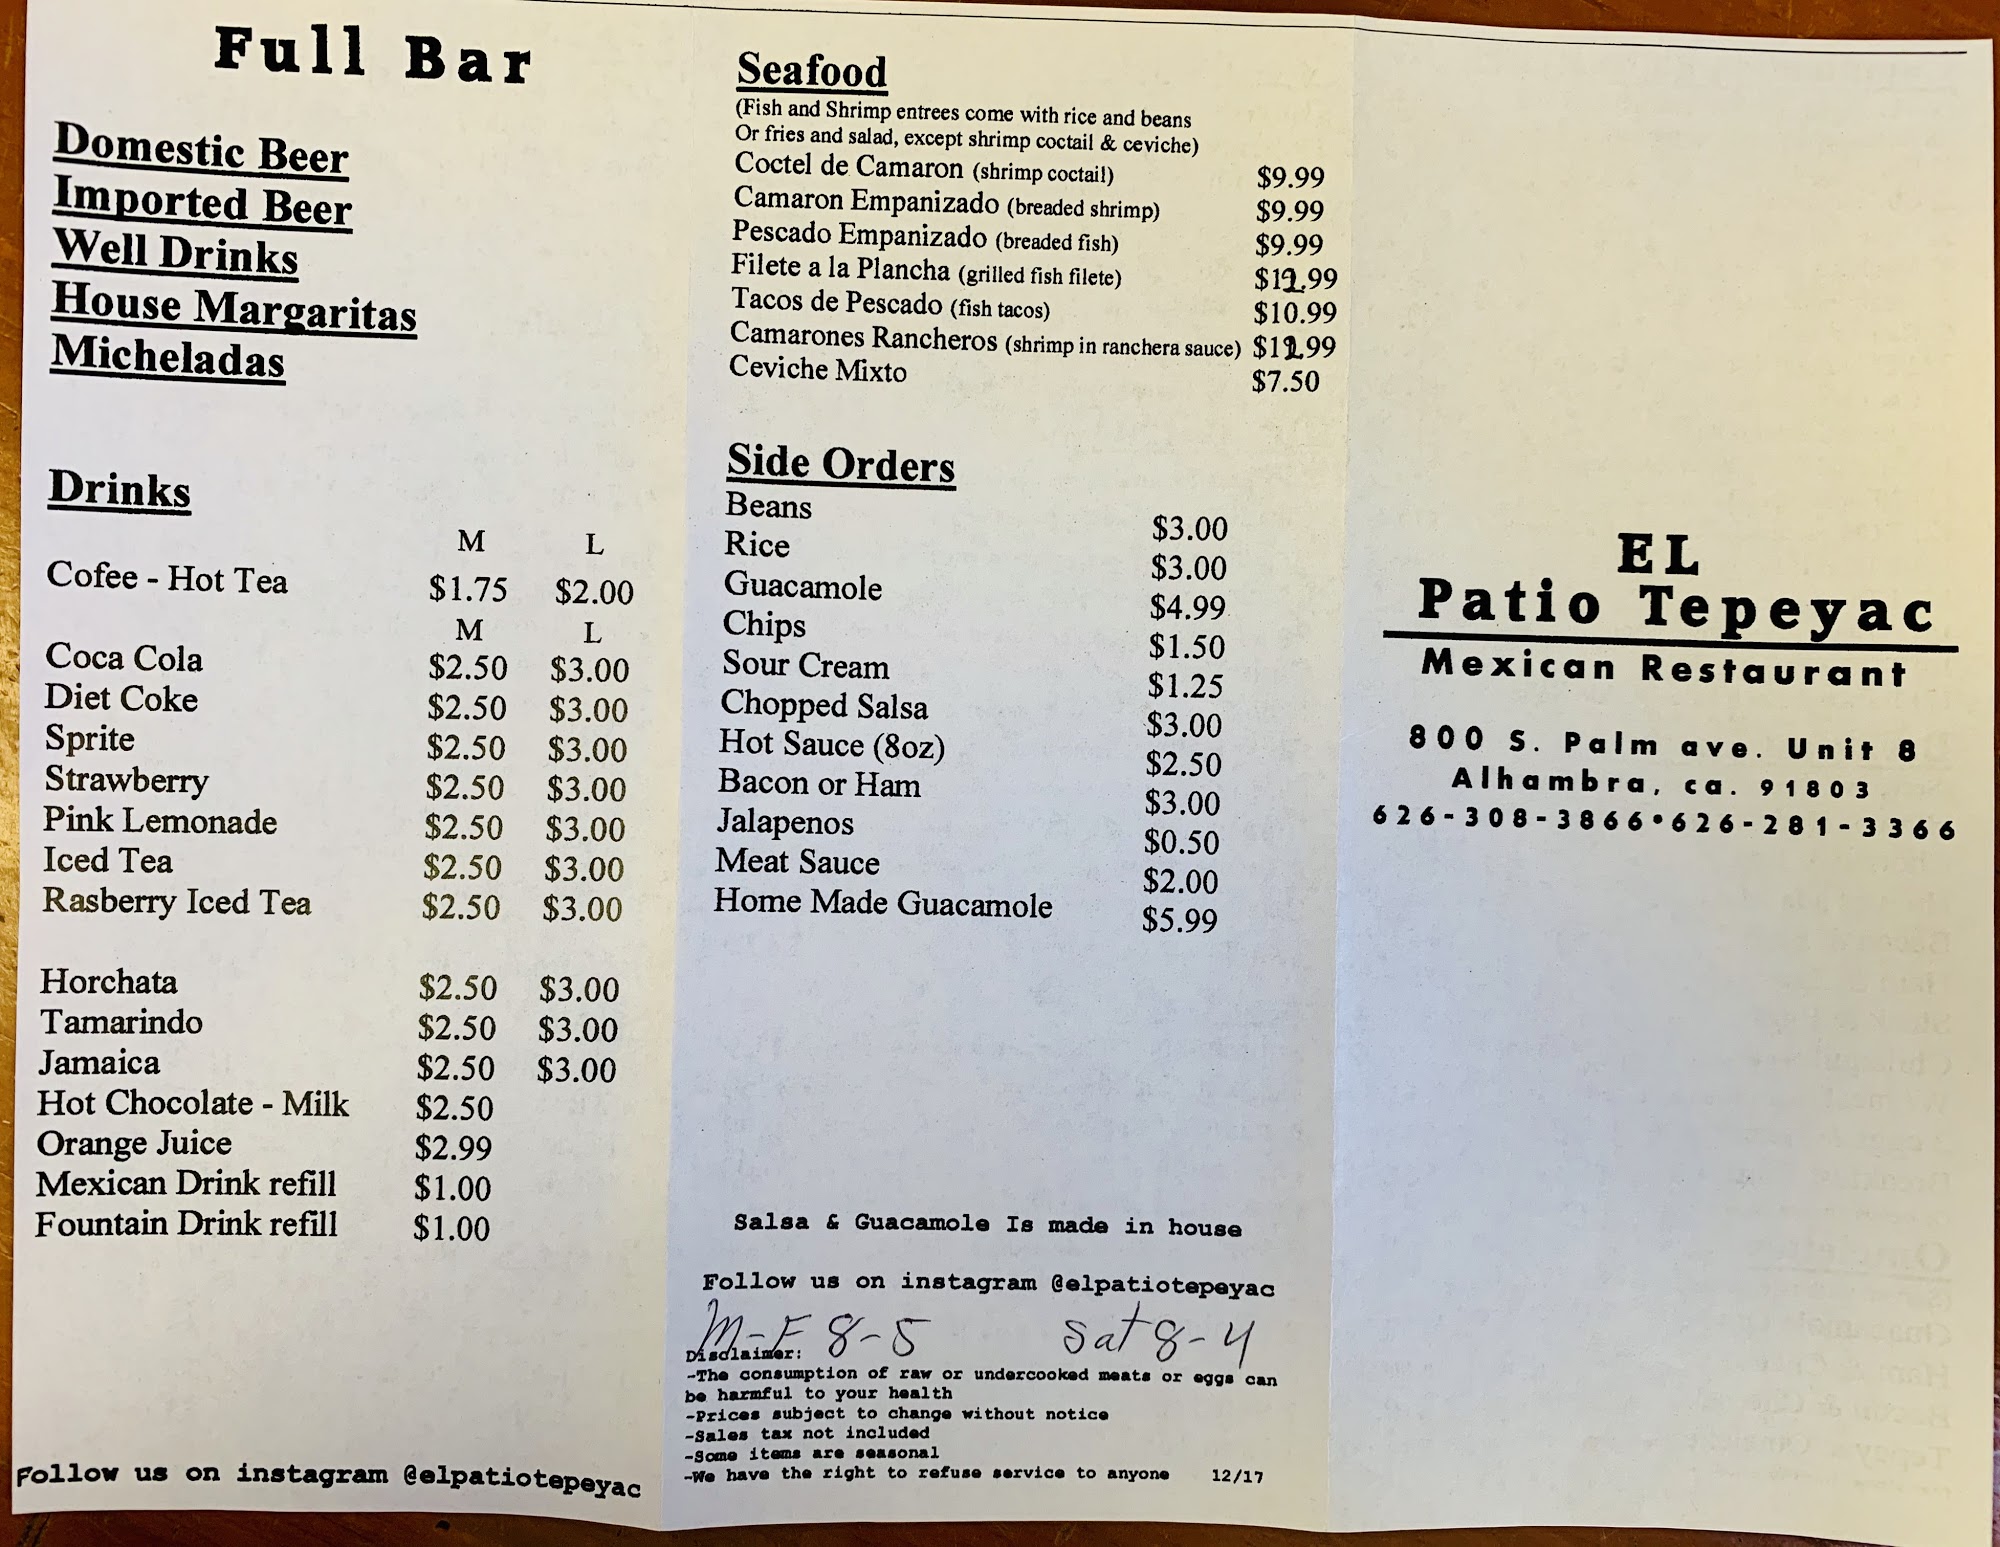 Full Bar
Domestic Beer
Imported Beer
Well Drinks
House Margaritas
Micheladas
Drinks
M L
Cofee - Hot Tea $1.75 $2.00
M L
Coca Cola $2.50 $3.00
Diet Coke $2.50 $3.00
Sprite $2.50 $3.00
Strawberry $2.50 $3.00
Pink Lemonade $2.50 $3.00
Iced Tea $2.50 $3.00
Rasberry Iced Tea $2.50 $3.00
Horchata $2.50 $3.00
Tamarindo $2.50 $3.00
Jamaica $2.50 $3.00
Hot Chocolate - Milk $2.50
Orange Juice $2.99
Mexican Drink refill $1.00
Fountain Drink refill $1.00
Follow us on instagram @elpatiotepeyac
Seafood
(Fish and Shrimp entrees come with rice and beans
Or fries and salad, except shrimp coctail & ceviche)
Coctel de Camaron (shrimp coctail) $9.99
Camaron Empanizado (breaded shrimp) $9.99
Pescado Empanizado (breaded fish) $9.99
Filete a la Plancha (grilled fish filete) $12.99
Tacos de Pescado (fish tacos) $10.99
Camarones Rancheros (shrimp in ranchera sauce) $12.99
Ceviche Mixto $7.50
Side Orders
Beans $3.00
Rice $3.00
Guacamole $4.99
Chips $1.50
Sour Cream $1.25
Chopped Salsa $3.00
Hot Sauce (8oz) $2.50
Bacon or Ham $3.00
Jalapenos $0.50
Meat Sauce $2.00
Home Made Guacamole $5.99
Salsa & Guacamole Is made in house
Follow us on instagram @elpatiotepeyac
M-F 8-5 Sat 8-4
Disclaimer:
-The consumption of raw or undercooked meats or eggs can
be harmful to your health
-Prices subject to change without notice
-Sales tax not included
-Some items are seasonal
-We have the right to refuse service to anyone 12/17
EL
Patio Tepeyac
Mexican Restaurant
800 S. Palm ave. Unit 8
Alhambra, ca. 91803
626-308-3866•626-281-3366